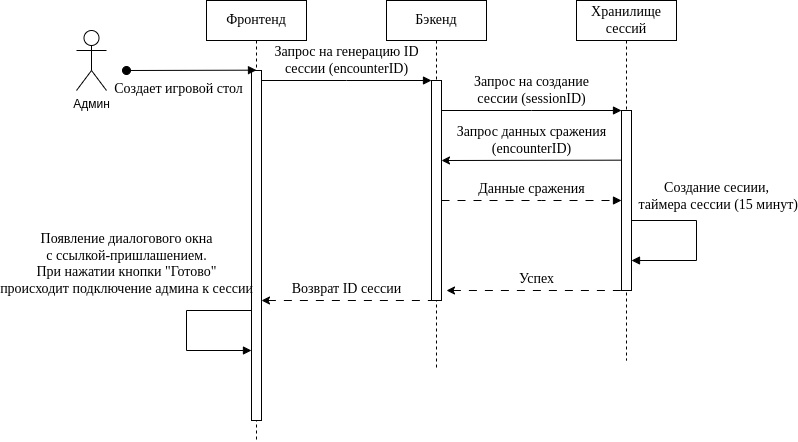 Фронтенд
Бэкенд
Хранилище
сессий
Админ
Создает игровой стол
Запрос на генерацию ID
сессии (encounterID)
Запрос на создание
сессии (sessionID)
Запрос данных сражения
(encounterID)
Данные сражения
Создание сесиии,
таймера сессии (15 минут)
Успех
Возврат ID сессии
Появление диалогового окна
с ссылкой-пришлашением.
При нажатии кнопки "Готово"
происходит подключение админа к сессии